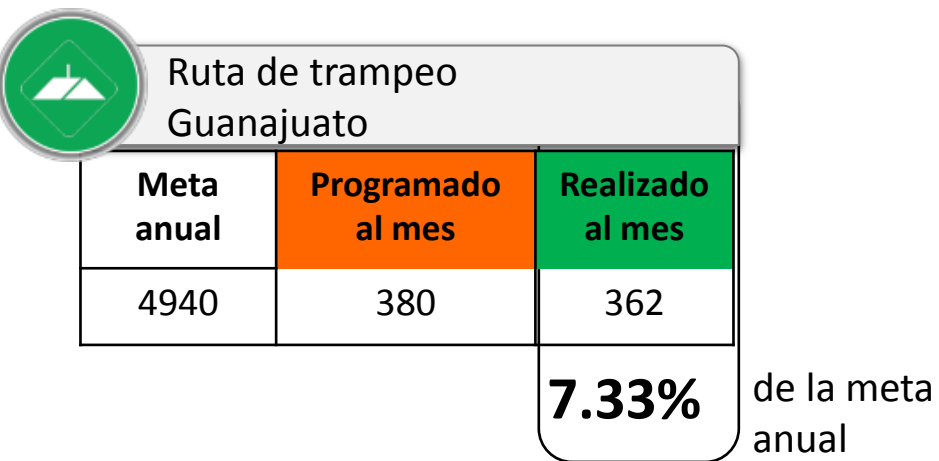 Ruta de trampeo
Guanajuato
Meta
anual
Programado
al mes
Realizado
al mes
4940
380
362
7.33%
de la meta
anual